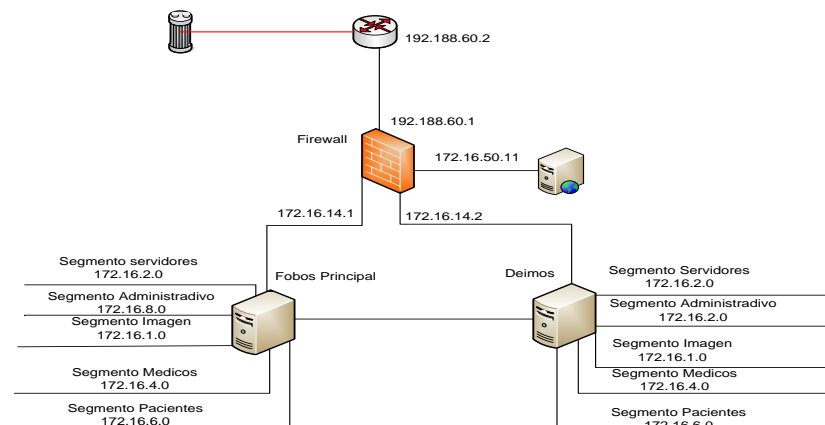 192.188.60.2
192.188.60.1
Firewall
172.16.50.11
172.16.14.1
172.16.14.2
Segmento servidores
172.16.2.0
Fobos Principal
Deimos
Segmento Servidores
172.16.2.0
Segmento Administradivo
172.16.8.0
Segmento Administradivo
172.16.2.0
Segmento Imagen
172.16.1.0
Segmento Imagen
172.16.1.0
Segmento Medicos
172.16.4.0
Segmento Medicos
172.16.4.0
Segmento Pacientes
172.16.6.0
Segmento Pacientes
172.16.6.0